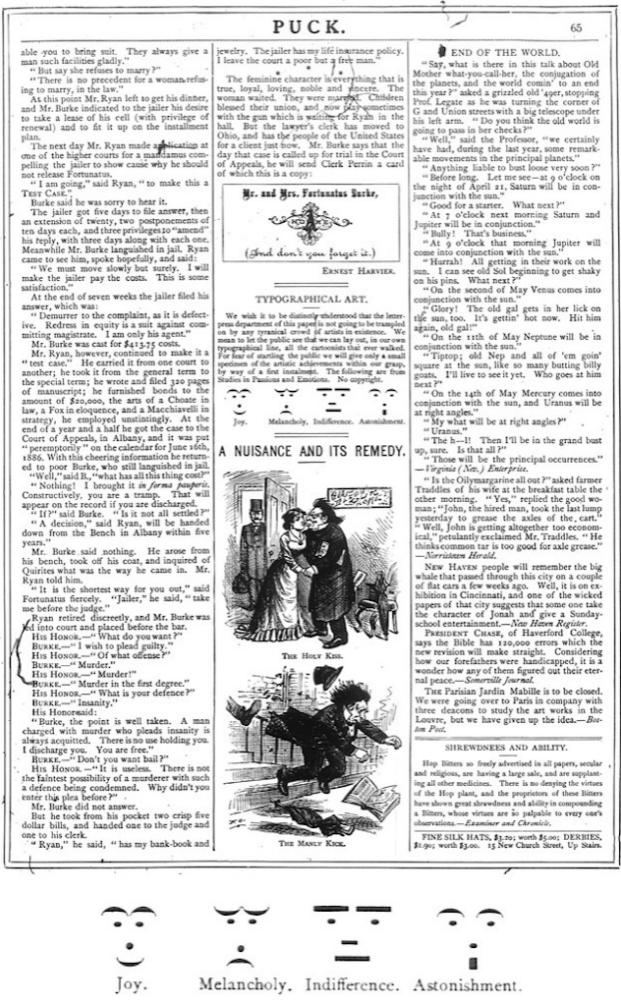 PUCK.
65
able you to bring suit. They always give a
man such facilities gladly."
"But say she refuses to marry?"
"There is no precedent for a woman refus-
ing to marry, in the law."
At this point Mr. Ryan left to get his dinner,
and Mr. Burke indicated to the jailer his desire
to take a lease of his cell (with privilege of
renewal) and to fit it up on the installment
plan.
The next day Mr. Ryan made application at
one of the higher courts for a mandamus com-
pelling the jailer to show cause why he should
not release Fortunatus.
"I am going," said Ryan, "to make this a
TEST CASE."
Burke said he was sorry to hear it.
The jailer got five days to file answer, then
an extension of twenty, two postponements of
ten days each, and three privileges to "amend"
his reply, with three days along with each one.
Meanwhile Mr. Burke languished in jail. Ryan
came to see him, spoke hopefully, and said:
"We must move slowly but surely. I will
make the jailer pay the costs. This is some
satisfaction."
At the end of seven weeks the jailer filed his
answer, which was:
"Demurrer to the complaint, as it is defect-
ive. Redress in equity is a suit against com-
mitting magistrate. I am only his agent."
Mr. Burke was cast for $413.75 costs.
Mr. Ryan, however, continued to make it a
"test case." He carried it from one court to
another; he took it from the general term to
the special term; he wrote and filed 320 pages
of manuscript; he furnished bonds to the
amount of $20,000, the arts of a Choate in
law, a Fox in eloquence, and a Macchiavelli in
strategy, he employed unstintingly. At the
end of a year and a half he got the case to the
Court of Appeals, in Albany, and it was put
"peremptorily" on the calendar for June 16th,
1886. With this cheering information he return-
ed to poor Burke, who still languished in jail.
"Well," said B., "what has all this thing cost?"
"Nothing! I brought it in forma pauperis.
Constructively, you are a tramp. That will
appear on the record if you are discharged.
"If?" said Burke. "Is it not all settled?"
"A decision," said Ryan, will be handed
down from the Bench in Albany within five
years."
Mr. Burke said nothing. He arose from
his bench, took off his coat, and inquired of
Quirites what was the way he came in. Mr.
Ryan told him.
"It is the shortest way for you out," said
Fortunatus fiercely. "Jailer," he said, "take
me before the judge."
Ryan retired discreetly, and Mr. Burke was
led into court and placed before the bar.
HIS HONOR.—"What do you want?"
BURKE.—"I wish to plead guilty."
HIS HONOR.—"Of what offense?"
BURKE.—"Murder."
HIS HONOR.—"Murder!"
BURKE.—"Murder in the first degree."
HIS HONOR.—"What is your defence?"
BURKE.—"Insanity."
His Honor said:
"Burke, the point is well taken. A man
charged with murder who pleads insanity is
always acquitted. There is no use holding you.
I discharge you. You are free."
BURKE.—"Don't you want bail?"
HIS HONOR.—"It is useless. There is not
the faintest possibility of a murderer with such
a defence being condemned. Why didn't you
enter this plea before?"
Mr. Burke did not answer.
But he took from his pocket two crisp five
dollar bills, and handed one to the judge and
one to his clerk.
"Ryan," he said, "has my bank-book and
jewelry. The jailer has my life insurance policy.
I leave the court a poor but a free man."
The feminine character is everything that is
true, loyal, loving, noble and sincere. The
woman waited. They were married. Children
blessed their union, and now play sometimes
with the gun which is waiting for Ryan in the
hall. But the lawyer's clerk has moved to
Ohio, and has the people of the United States
for a client just now. Mr. Burke says that the
day that case is called up for trial in the Court
of Appeals, he will send Clerk Perrin a card
of which this is a copy:
Mr. and Mrs. Fortunatus Burke,
(And don't you forget it.)
ERNEST HARVIER.
TYPOGRAPHICAL ART.
We wish it to be distinctly understood that the letter-
press department of this paper is not going to be trampled
on by any tyranical crowd of artists in existence. We
mean to let the public see that we can lay out, in our own
typographical line, all the cartoonists that ever walked.
For fear of startling the public we will give only a small
specimen of the artistic achievements within our grasp,
by way of a first instalment. The following are from
Studies in Passions and Emotions. No copyright.
Joy. Melancholy. Indifference. Astonishment.
A NUISANCE AND ITS REMEDY.
THE HOLY KISS.
THE MANLY KICK.
END OF THE WORLD.
"Say, what is there in this talk about Old
Mother what-you-call-her, the conjugation of
the planets, and the world comin' to an end
this year?" asked a grizzled old '49er, stopping
Prof. Legate as he was turning the corner of
G and Union streets with a big telescope under
his left arm. "Do you think the old world is
going to pass in her checks?"
"Well," said the Professor, "we certainly
have had, during the last year, some remark-
able movements in the principal planets."
"Anything liable to bust loose very soon?"
"Before long. Let me see—at 9 o'clock on
the night of April 21, Saturn will be in con-
junction with the sun."
"Good for a starter. What next?"
"At 7 o'clock next morning Saturn and
Jupiter will be in conjunction."
"Bully! That's business."
"At 9 o'clock that morning Jupiter will
come into conjunction with the sun."
"Hurrah! All getting in their work on the
sun. I can see old Sol beginning to get shaky
on his pins. What next?"
"On the second of May Venus comes into
conjunction with the sun."
"Glory! The old gal gets in her lick on
the sun, too. It's gettin' hot now. Hit him
again, old gal!"
"On the 11th of May Neptune will be in
conjunction with the sun."
"Tiptop; old Nep and all of 'em goin'
square at the sun, like so many butting billy
goats, I'll live to see it yet. Who goes at him
next?"
"On the 14th of May Mercury comes into
conjunction with the sun, and Uranus will be
at right angles."
"My what will be at right angles?"
"Uranus."
"The h—l! Then I'll be in the grand bust
up, sure. Is that all?"
"Those will be the principal occurrences."
—Virginia (Nev.) Enterprise.
"Is the Oilymargarine all out?" asked farmer
Traddles of his wife at the breakfast table the
other morning. "Yes," replied the good wo-
man; "John, the hired man, took the last lump
yesterday to grease the axles of the cart."
"Well, John is getting altogether too econom-
ical," petulantly exclaimed Mr. Traddles. "He
thinks common tar is too good for axle grease."
—Norristown Herald.
NEW HAVEN people will remember the big
whale that passed through this city on a couple
of flat cars a few weeks ago. Well, it is on ex-
hibition in Cincinnati, and one of the wicked
papers of that city suggests that some one take
the character of Jonah and give a Sunday-
school entertainment.—New Haven Register.
PRESIDENT CHASE, of Haverford College,
says the Bible has 120,000 errors which the
new revision will make straight. Considering
how our forefathers were handicapped, it is a
wonder how any of them figured out their eter-
nal peace.—Somerville Journal.
THE Parisian Jardin Mabille is to be closed.
We were going over to Paris in company with
three deacons to study the art works in the
Louvre, but we have given up the idea.—Bos-
ton Post.
SHREWDNESS AND ABILITY.
Hop Bitters so freely advertised in all papers, secular
and religious, are having a large sale, and are supplant-
ing all other medicines. There is no denying the virtues
of the Hop plant, and the proprietors of these Bitters
have shown great shrewdness and ability in compounding
a Bitters, whose virtues are so palpable to every one's
observations.—Examiner and Chronicle.
FINE SILK HATS, $3.20; worth $5.00; DERBIES,
$1.90; worth $3.00. 15 New Church Street, Up Stairs.
Joy. Melancholy. Indifference. Astonishment.